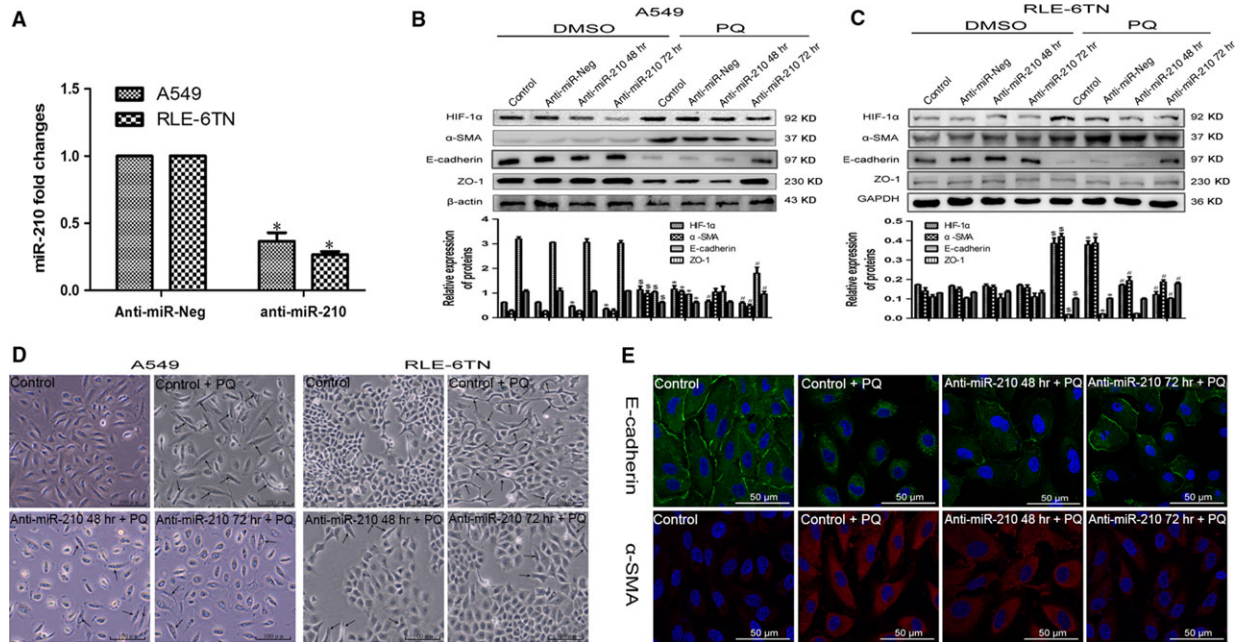 A
miR-210 fold changes
1.5
1.0
0.5
0.0
A549
RLE-6TN
*
*
Anti-miR-Neg
anti-miR-210
B
A549
DMSO
PQ
Control
Anti-miR-Neg
Anti-miR-210 48 hr
Anti-miR-210 72 hr
Control
Anti-miR-Neg
Anti-miR-210 48 hr
Anti-miR-210 72 hr
HIF-1α
92 KD
α-SMA
37 KD
E-cadherin
97 KD
ZO-1
230 KD
β-actin
43 KD
Relative expression
of proteins
4
3
2
1
0
HIF-1α
α -SMA
E-cadherin
ZO-1
C
RLE-6TN
DMSO
PQ
Control
Anti-miR-Neg
Anti-miR-210 48 hr
Anti-miR-210 72 hr
Control
Anti-miR-Neg
Anti-miR-210 48 hr
Anti-miR-210 72 hr
HIF-1α
92 KD
α-SMA
37 KD
E-cadherin
97 KD
ZO-1
230 KD
GAPDH
36 KD
Relative expression
of proteins
0.5
0.4
0.3
0.2
0.1
0.0
HIF-1α
α-SMA
E-cadherin
ZO-1
D
A549
RLE-6TN
Control
Control + PQ
Control
Control + PQ
Anti-miR-210 48 hr + PQ
Anti-miR-210 72 hr + PQ
Anti-miR-210 48 hr + PQ
Anti-miR-210 72 hr + PQ
E
E-cadherin
Control
Control + PQ
Anti-miR-210 48 hr + PQ
Anti-miR-210 72 hr + PQ
50 µm
50 µm
50 µm
50 µm
α-SMA
Control
Control + PQ
Anti-miR-210 48 hr + PQ
Anti-miR-210 72 hr + PQ
50 µm
50 µm
50 µm
50 µm